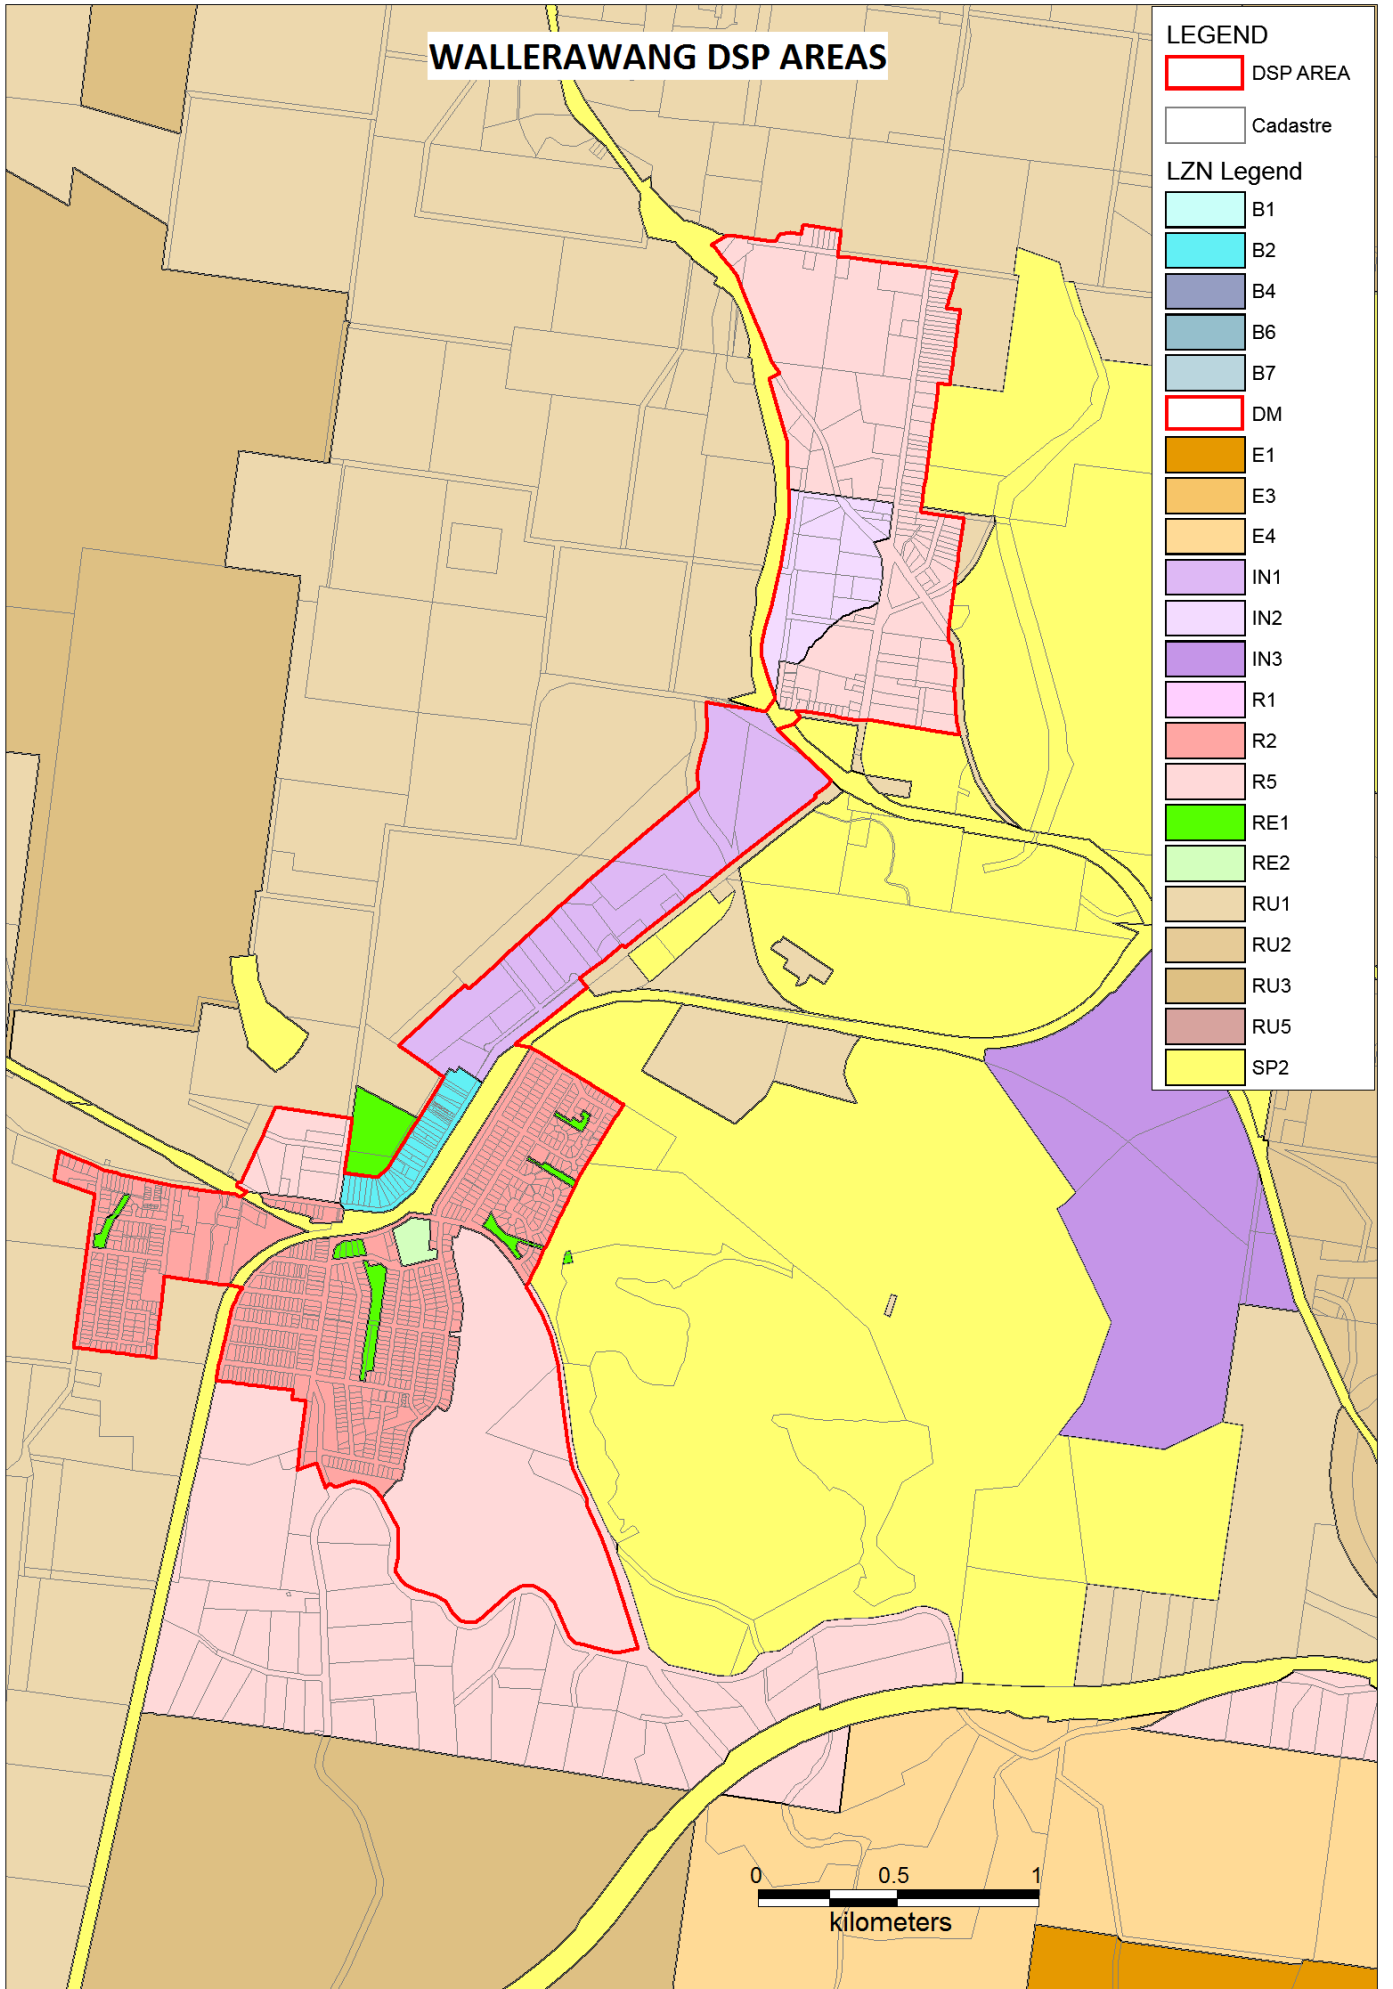 WALLERAWANG DSP AREAS
LEGEND
DSP AREA
Cadastre
LZN Legend
B1
B2
B4
B6
B7
DM
E1
E3
E4
IN1
IN2
IN3
R1
R2
R5
RE1
RE2
RU1
RU2
RU3
RU5
SP2
0 0.5 1
kilometers